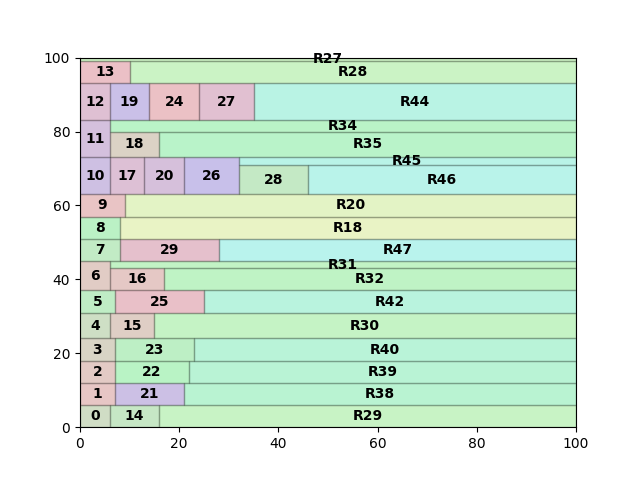 R27
100
13 R28
12 19 24 27 R44
R34
80
11 18 R35
R45
10 17 20 26 28 R46
60
9 R20
8 R18
7 29 R47
R31
40
6 16 R32
5 25 R42
4 15 R30
3 23 R40
20
2 22 R39
1 21 R38
0 14 R29
0
0 20 40 60 80 100